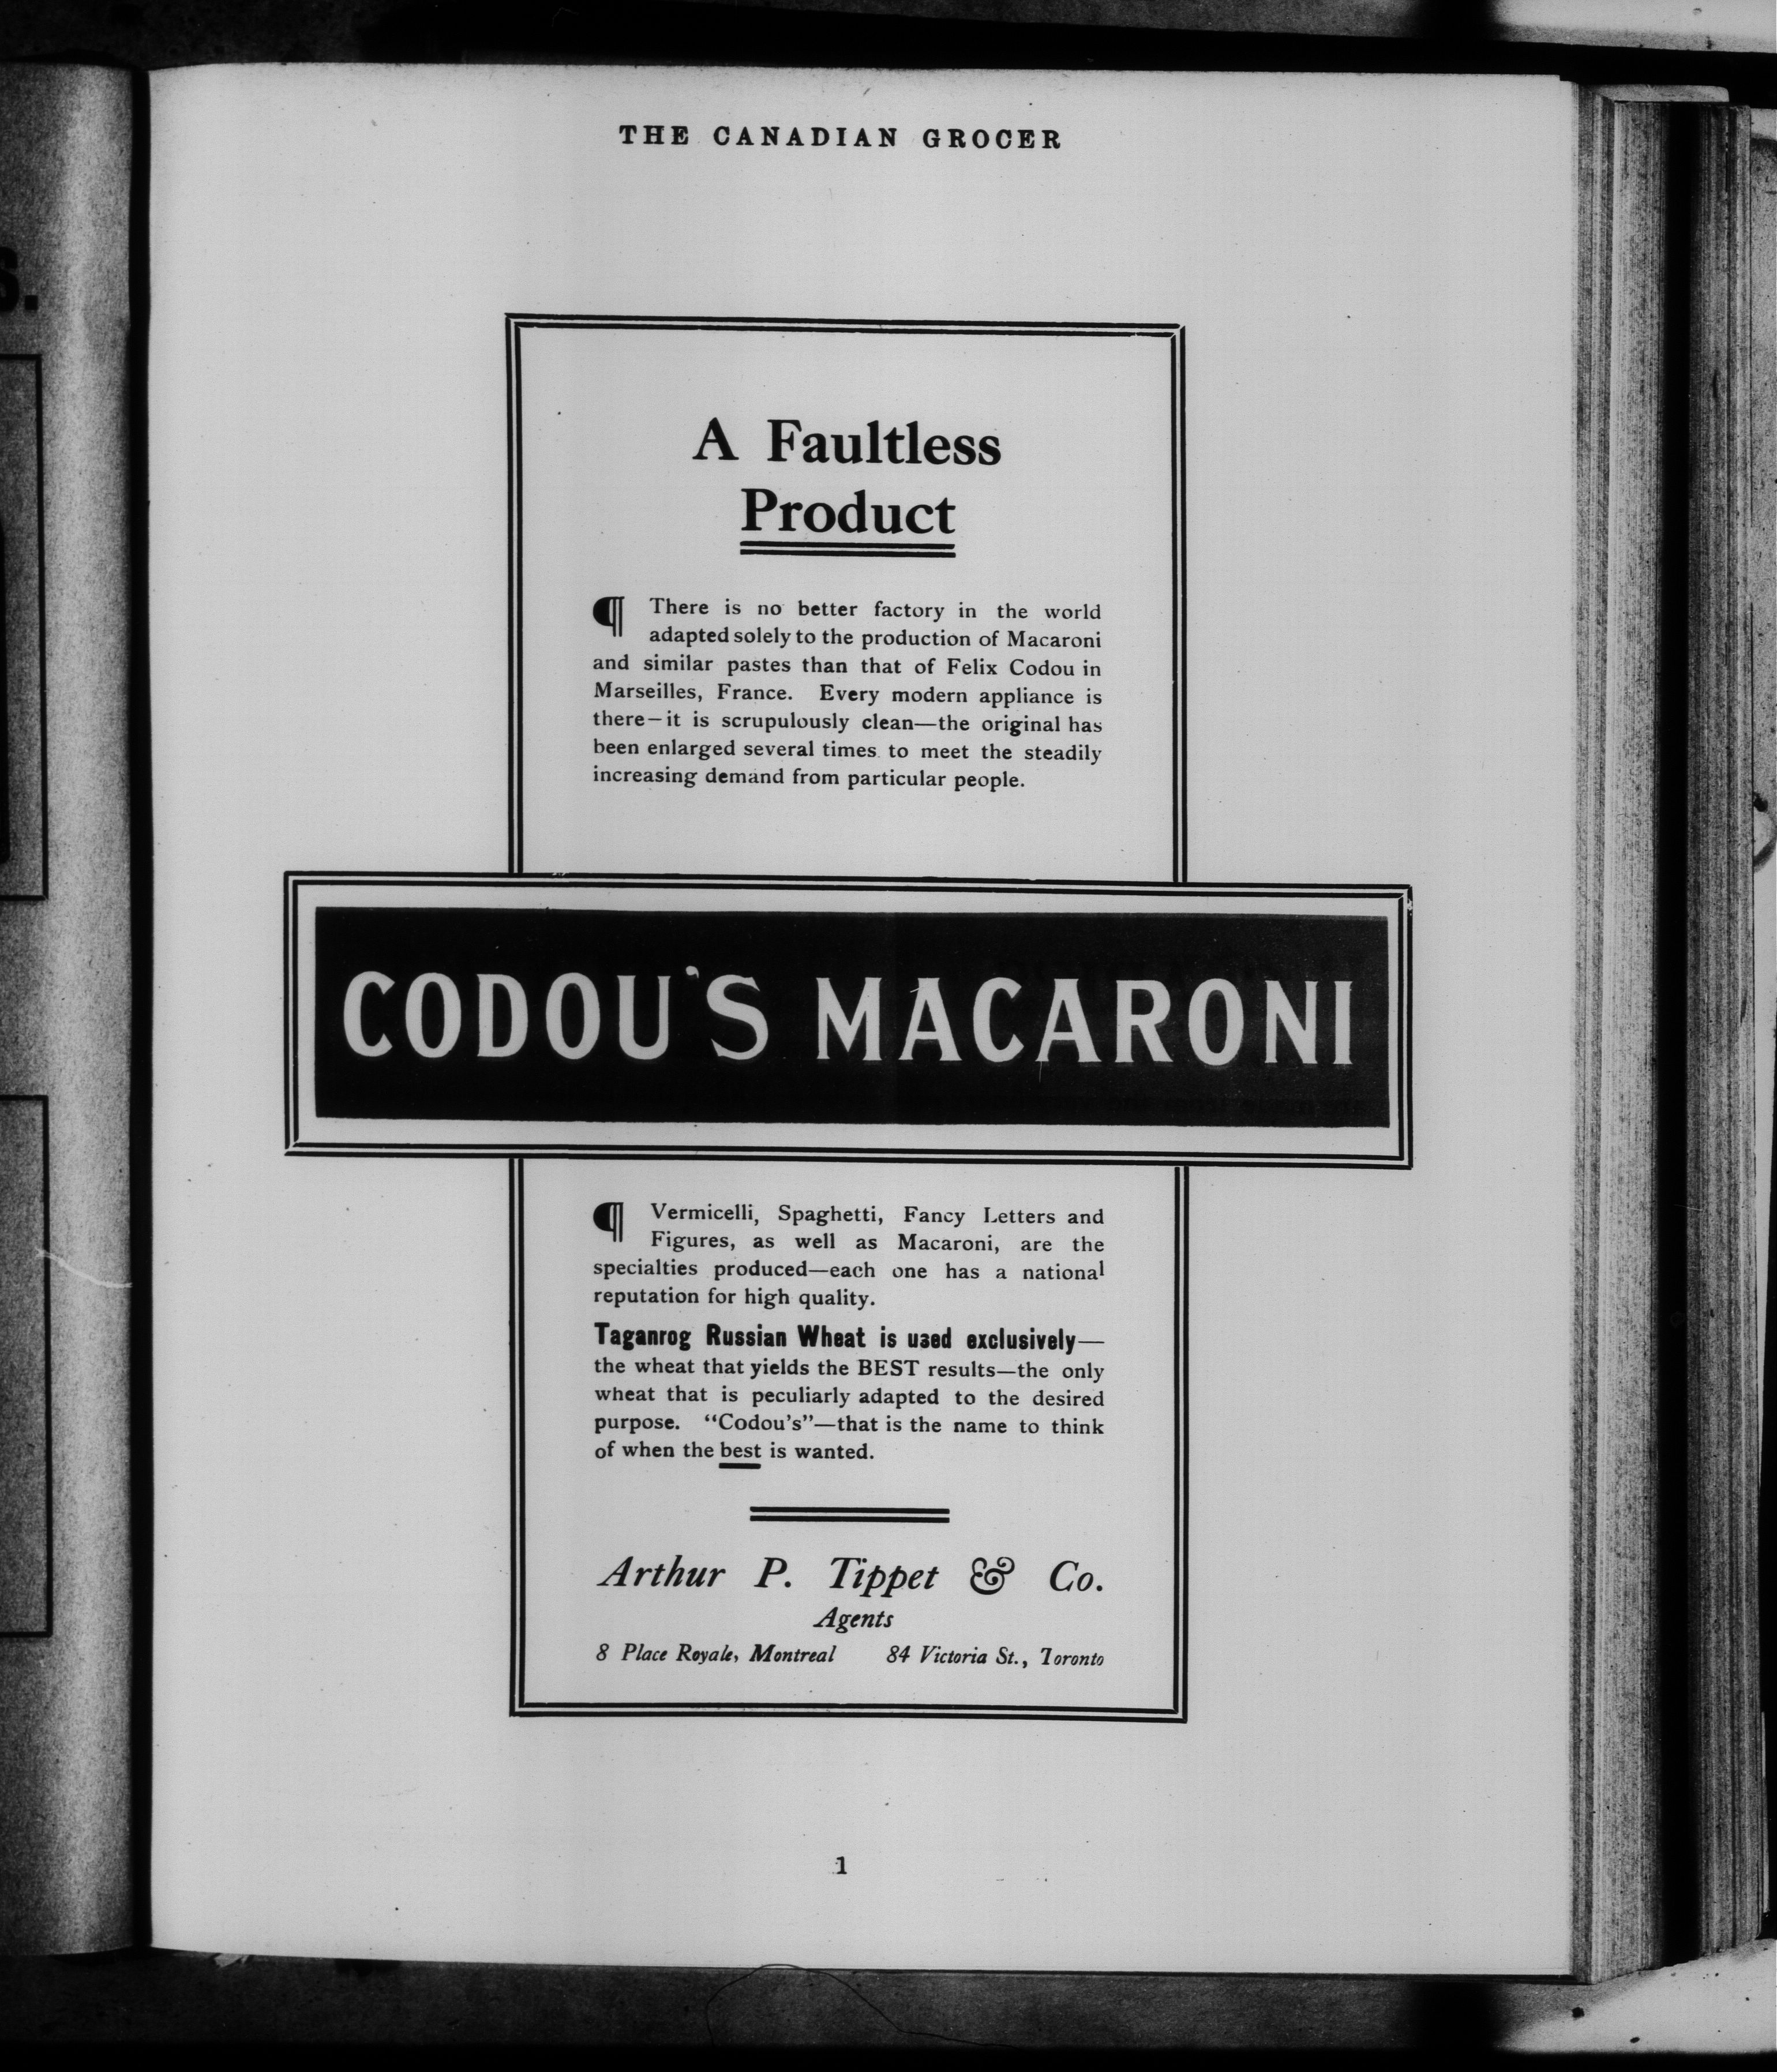 THE CANADIAN GROCER
S.
A Faultless
Product
¶ There is no better factory in the world
adapted solely to the production of Macaroni
and similar pastes than that of Felix Codou in
Marseilles, France. Every modern appliance is
there—it is scrupulously clean—the original has
been enlarged several times to meet the steadily
increasing demand from particular people.
CODOU'S MACARONI
¶ Vermicelli, Spaghetti, Fancy Letters and
Figures, as well as Macaroni, are the
specialties produced—each one has a national
reputation for high quality.
Taganrog Russian Wheat is used exclusively—
the wheat that yields the BEST results—the only
wheat that is peculiarly adapted to the desired
purpose. "Codou's"—that is the name to think
of when the best is wanted.
Arthur P. Tippet & Co.
Agents
8 Place Royale, Montreal 84 Victoria St., Toronto
1